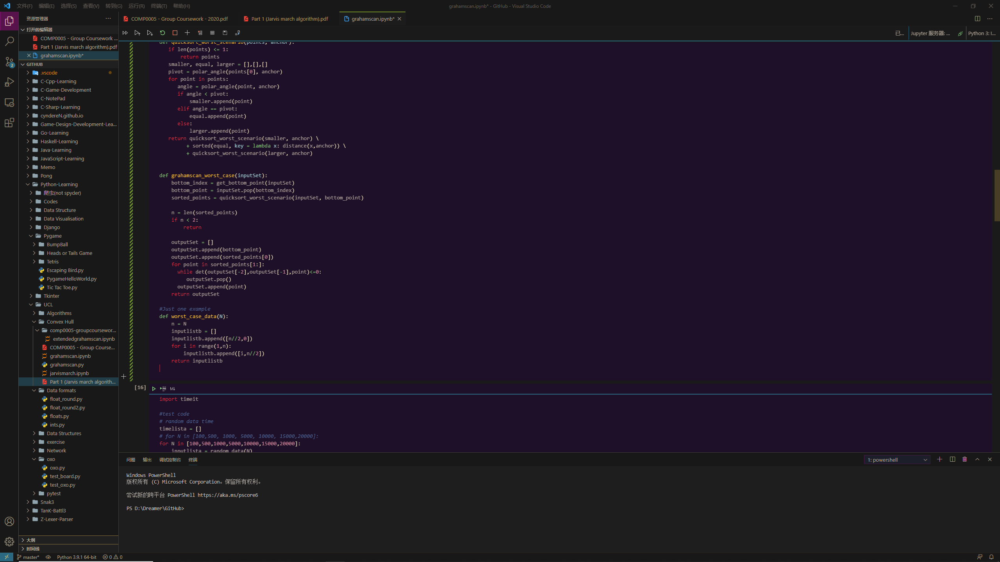 文件(F) 编辑(E) 选择(S) 查看(V) 转到(G) 运行(R) 终端(T) 帮助(H)
grahamscan.ipynb* - GitHub - Visual Studio Code
资源管理器
打开的编辑器
COMP0005 - Group Coursework ...
Part 1 (Jarvis march algorithm).pdf
grahamscan.ipynb*
GITHUB
.vscode
C-Cpp-Learning
C-Game-Development
C-NotePad
C-Sharp-Learning
cyndereN.github.io
Game-Design-Development-Lea...
Go-Learning
Haskell-Learning
Java-Learning
JavaScript-Learning
Memo
Pong
Python-Learning
爬虫(not spyder)
Codes
Data Structure
Data Visualisation
Django
Pygame
BumpBall
Heads or Tails Game
Tetris
Escaping Bird.py
PygameHelloWorld.py
Tic Tac Toe.py
Tkinter
UCL
Algorithms
Convex Hull
comp0005-groupcoursewor...
extendedgrahamscan.ipynb
COMP0005 - Group Course...
grahamscan.ipynb
grahamscan.py
jarvismarch.ipynb
Part 1 (Jarvis march algorith...
Data formats
float_round.py
float_round2.py
floats.py
ints.py
Data Structures
exercise
Network
oxo
oxo.py
test_board.py
test_oxo.py
pytest
Snak3
TanK-Battl3
Z-Lexer-Parser
大纲
时间线
COMP0005 - Group Coursework - 2020.pdf
Part 1 (Jarvis march algorithm).pdf
grahamscan.ipynb*
已... Jupyter 服务器: ... Python 3: I...
def quicksort_worst_scenario(points, anchor):
if len(points) <= 1:
return points
smaller, equal, larger = [],[],[]
pivot = polar_angle(points[0], anchor)
for point in points:
angle = polar_angle(point, anchor)
if angle < pivot:
smaller.append(point)
elif angle == pivot:
equal.append(point)
else:
larger.append(point)
return quicksort_worst_scenario(smaller, anchor) \
+ sorted(equal, key = lambda x: distance(x,anchor)) \
+ quicksort_worst_scenario(larger, anchor)
def grahamscan_worst_case(inputSet):
bottom_index = get_bottom_point(inputSet)
bottom_point = inputSet.pop(bottom_index)
sorted_points = quicksort_worst_scenario(inputSet, bottom_point)
n = len(sorted_points)
if n < 2:
return
outputSet = []
outputSet.append(bottom_point)
outputSet.append(sorted_points[0])
for point in sorted_points[1:]:
while det(outputSet[-2],outputSet[-1],point)<=0:
outputSet.pop()
outputSet.append(point)
return outputSet
#Just one example
def worst_case_data(N):
n = N
inputlistb = []
inputlistb.append([n//2,0])
for i in range(1,n):
inputlistb.append([i,n//2])
return inputlistb
[16]
M↓
import timeit
#test code
# random data time
timelista = []
# for N in [100,500, 1000, 5000, 10000, 15000,20000]:
for N in [100,500,1000,5000,10000,15000,20000]:
inputlista = random_data(N)
问题 输出 调试控制台 终端
1: powershell
Windows PowerShell
版权所有 (C) Microsoft Corporation。保留所有权利。
尝试新的跨平台 PowerShell https://aka.ms/pscore6
PS D:\Dreamer\GitHub>
2
master* Python 3.9.1 64-bit 0 0